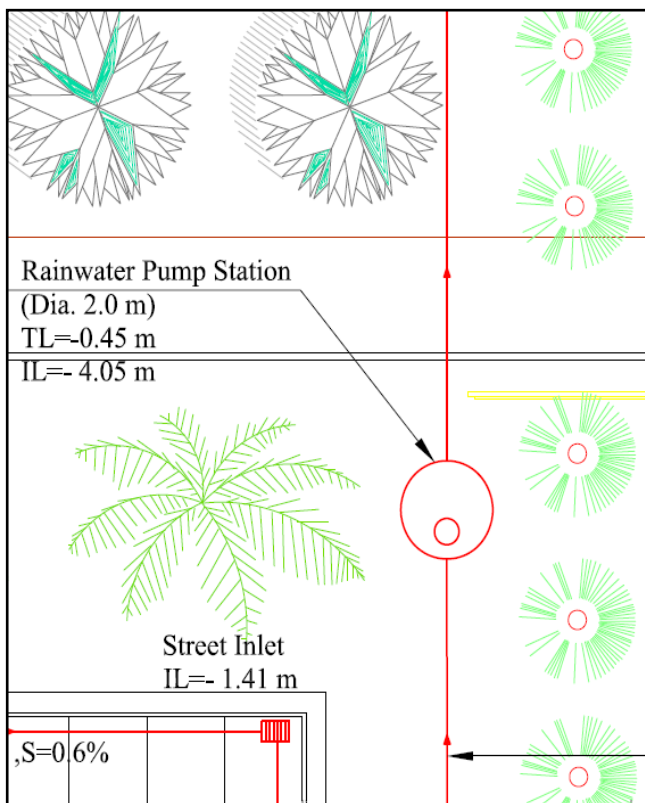 Rainwater Pump Station
(Dia. 2.0 m)
TL=-0.45 m
IL=- 4.05 m
Street Inlet
IL=- 1.41 m
,S=0.6%